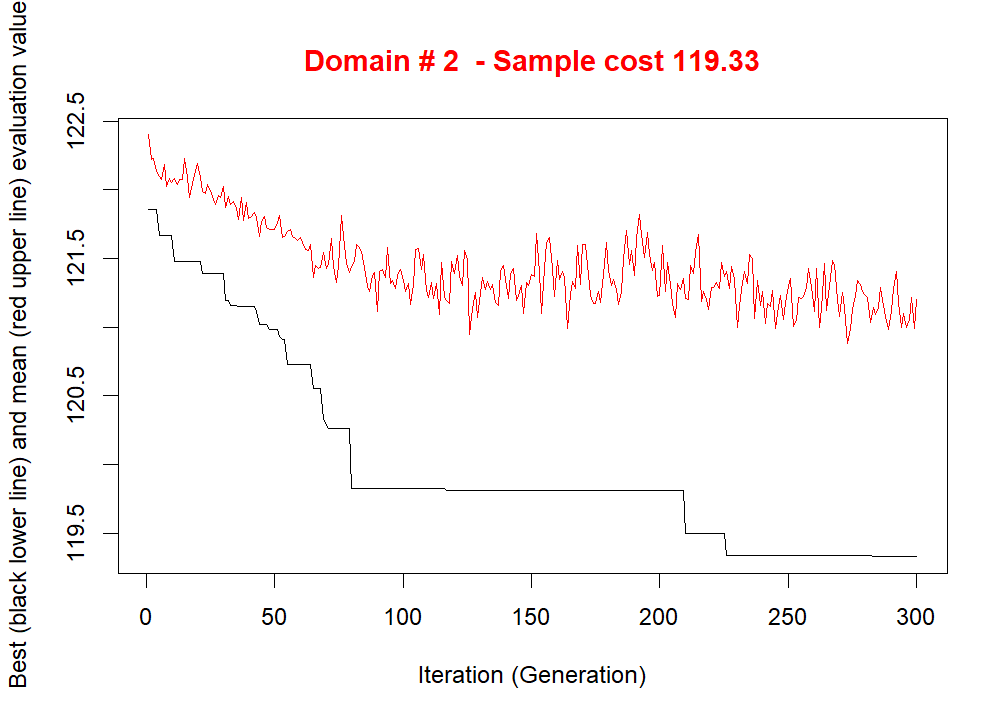 Domain # 2  - Sample cost 119.33
Best (black lower line) and mean (red upper line) evaluation value
122.5
121.5
120.5
119.5
0 50 100 150 200 250 300
Iteration (Generation)